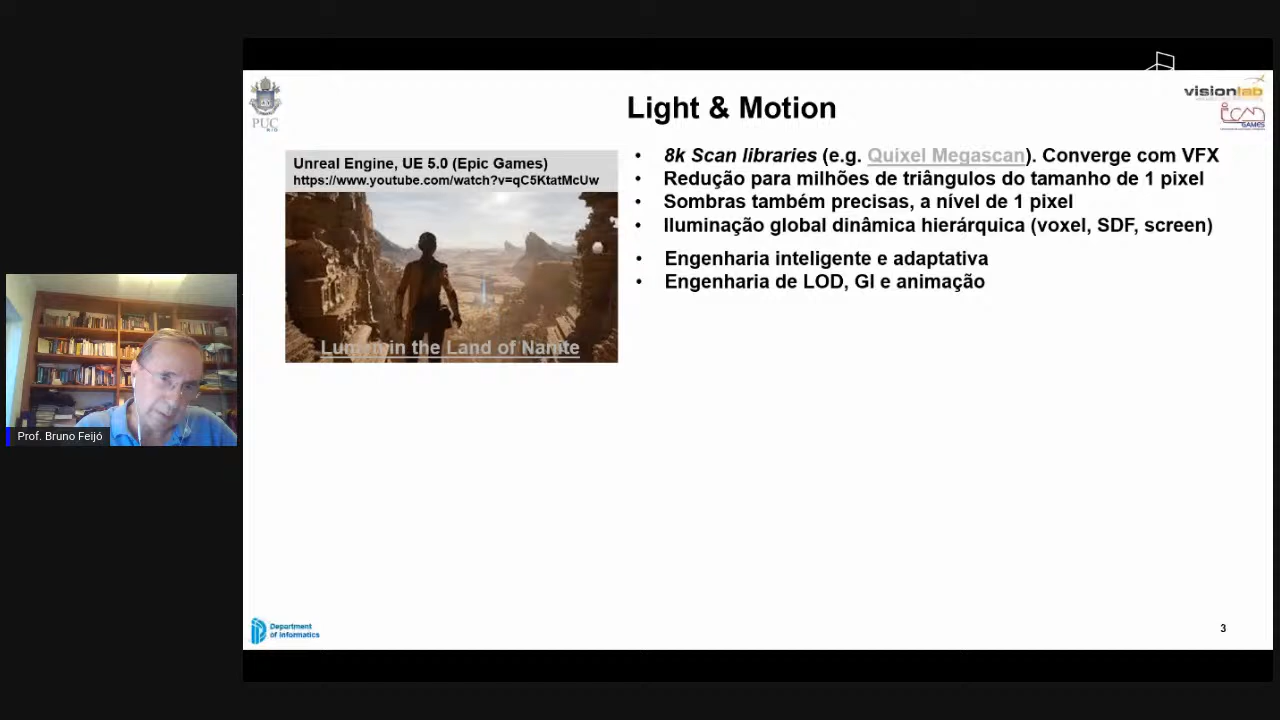 Light & Motion
PUC
RIO
visionlab
ICAD
GAMES
Unreal Engine, UE 5.0 (Epic Games)
https://www.youtube.com/watch?v=qC5KtatMcUw
Lumen in the Land of Nanite
• 8k Scan libraries (e.g. Quixel Megascan). Converge com VFX
• Redução para milhões de triângulos do tamanho de 1 pixel
• Sombras também precisas, a nível de 1 pixel
• Iluminação global dinâmica hierárquica (voxel, SDF, screen)
• Engenharia inteligente e adaptativa
• Engenharia de LOD, GI e animação
Prof. Bruno Feijó
Department
of Informatics
3